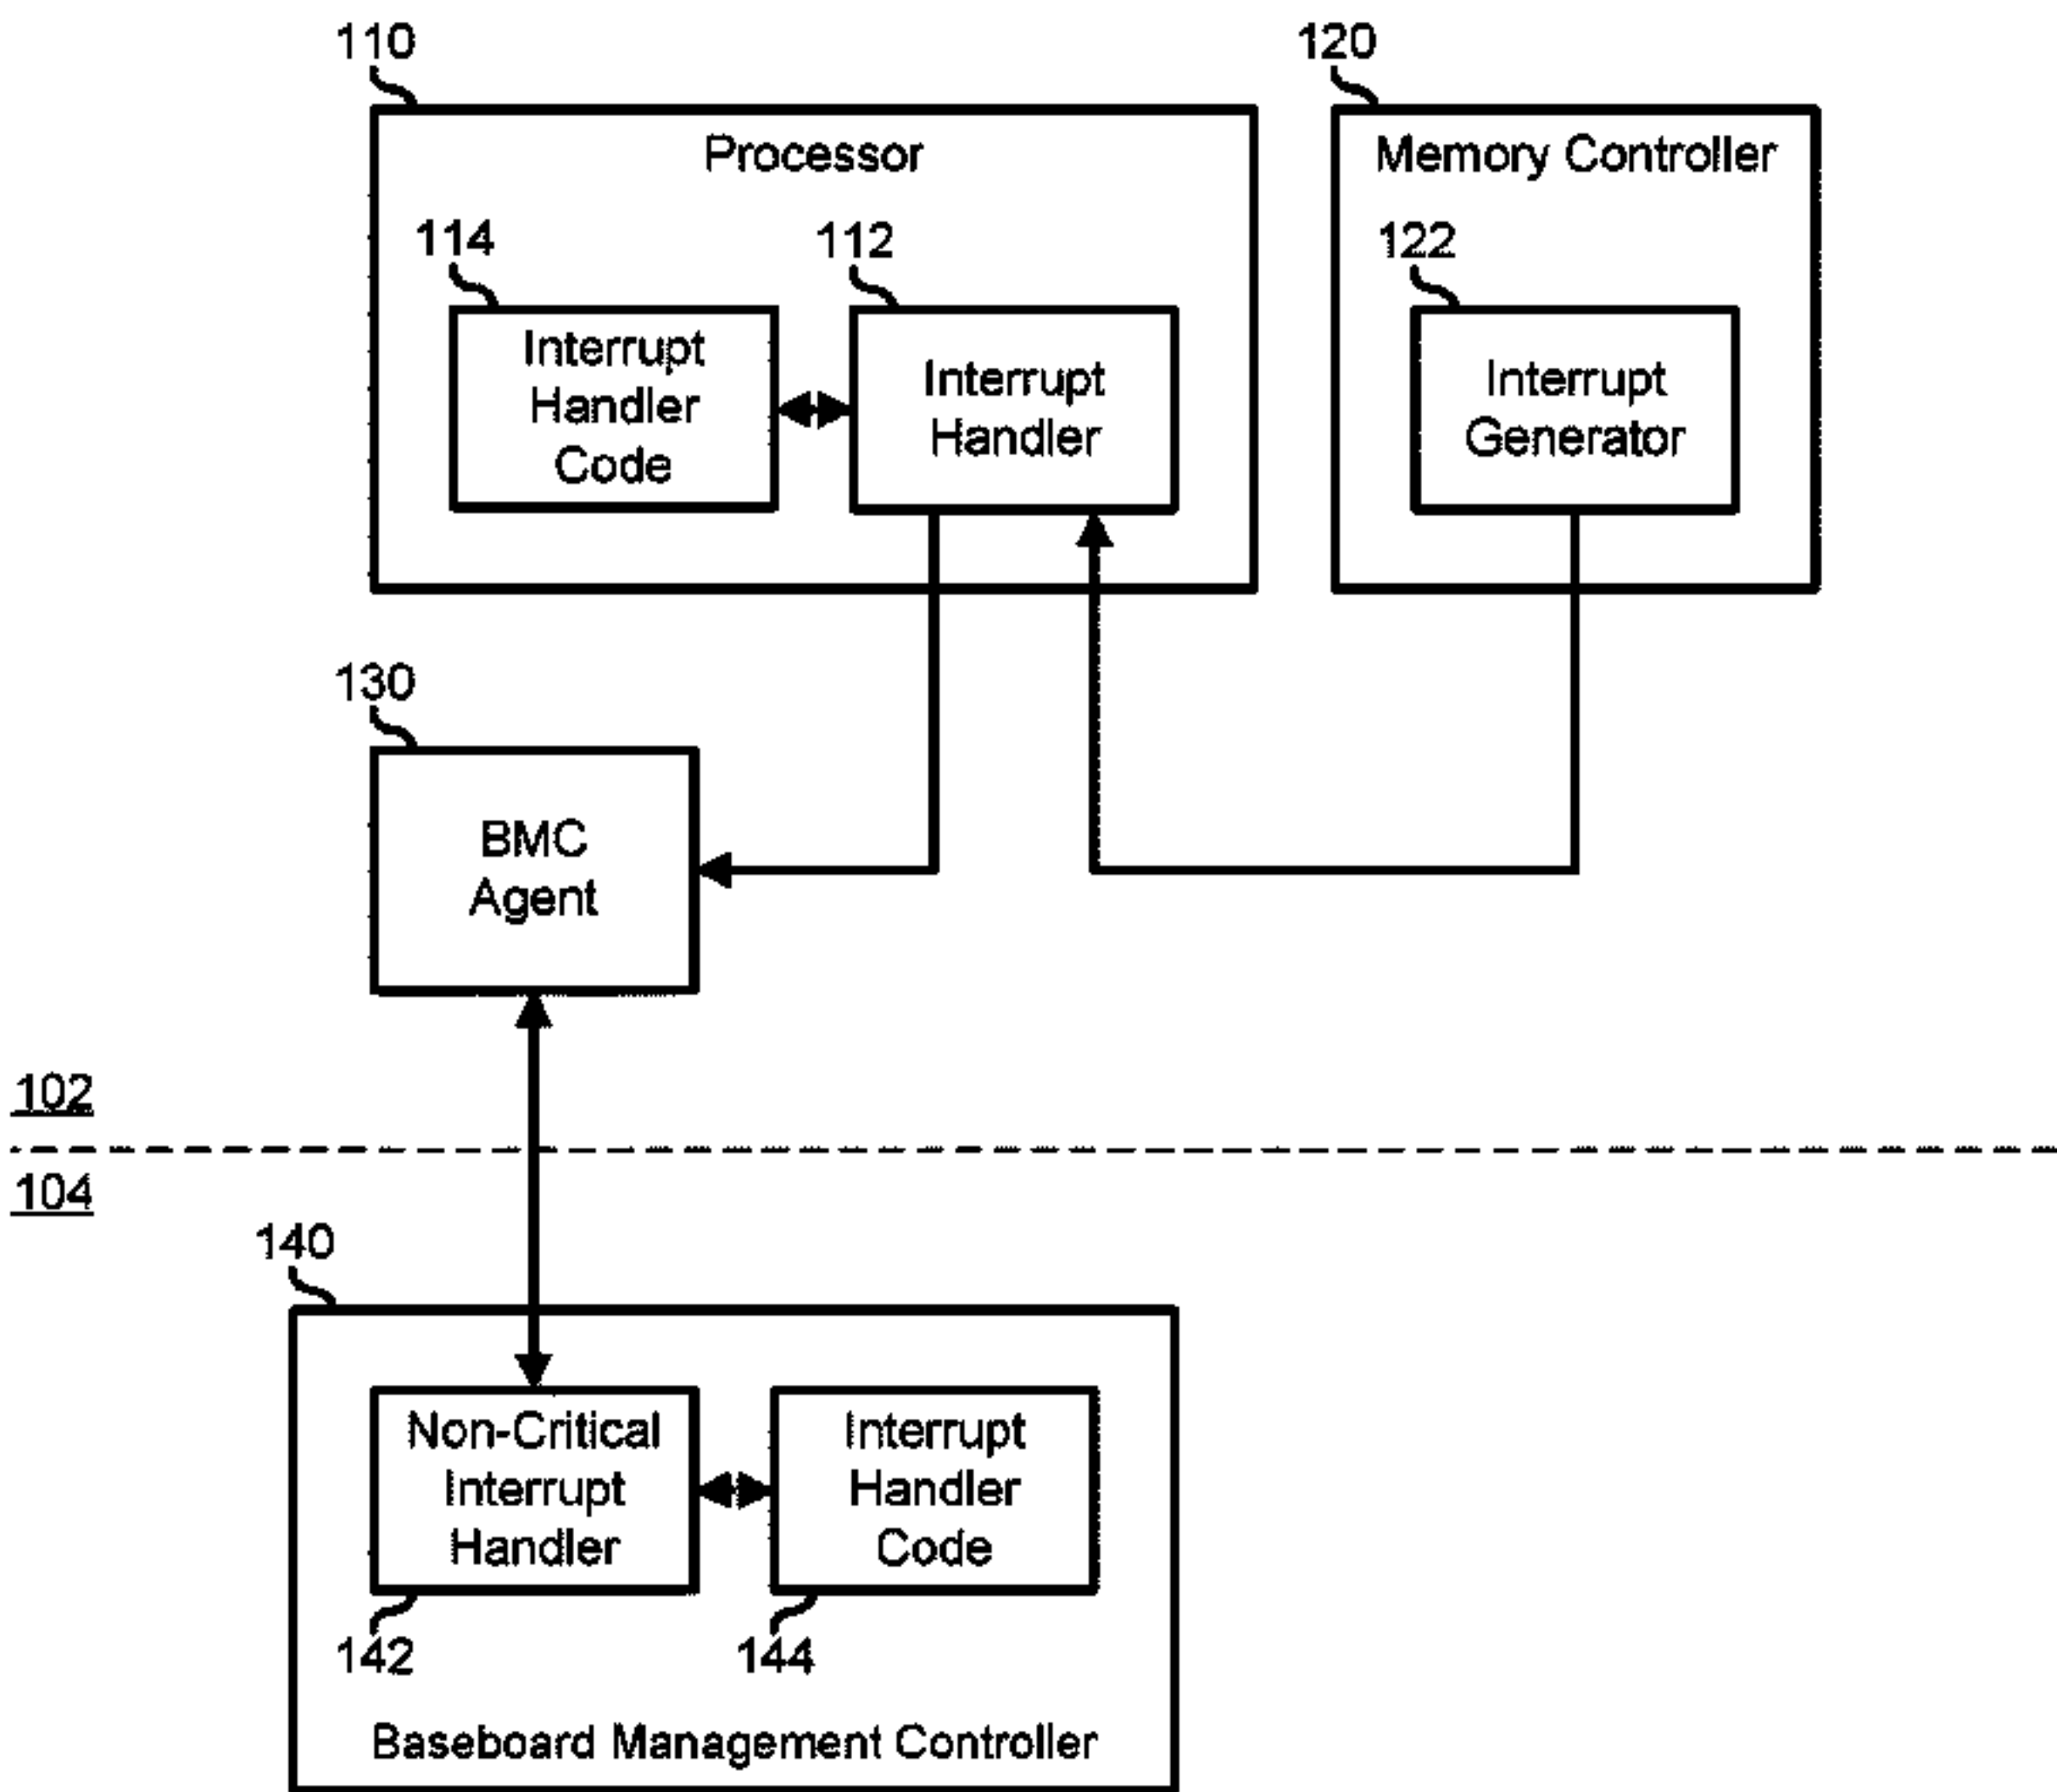 110
120
Processor
Memory Controller
114
112
122
Interrupt
Handler
Code
Interrupt
Handler
Interrupt
Generator
130
BMC
Agent
102
104
140
Non-Critical
Interrupt
Handler
Interrupt
Handler
Code
142
144
Baseboard Management Controller